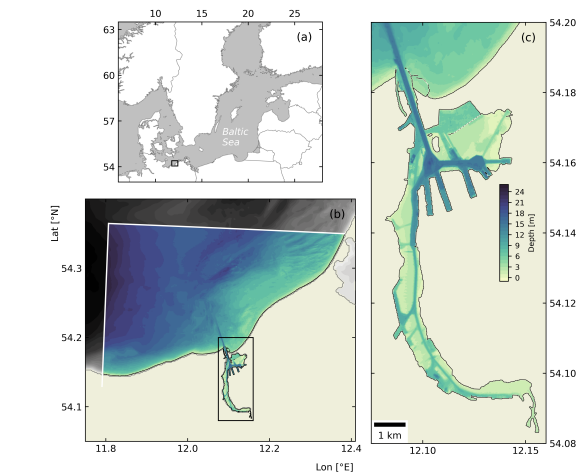 10 15 20 25
(a)
63
60
57
54
Baltic
Sea
(b)
Lat [°N]
54.3
54.2
54.1
11.8 12.0 12.2 12.4
Lon [°E]
(c)
54.20
54.18
54.16
54.14
54.12
54.10
54.08
24
21
18
15
12
9
6
3
0
Depth [m]
1 km
12.10 12.15